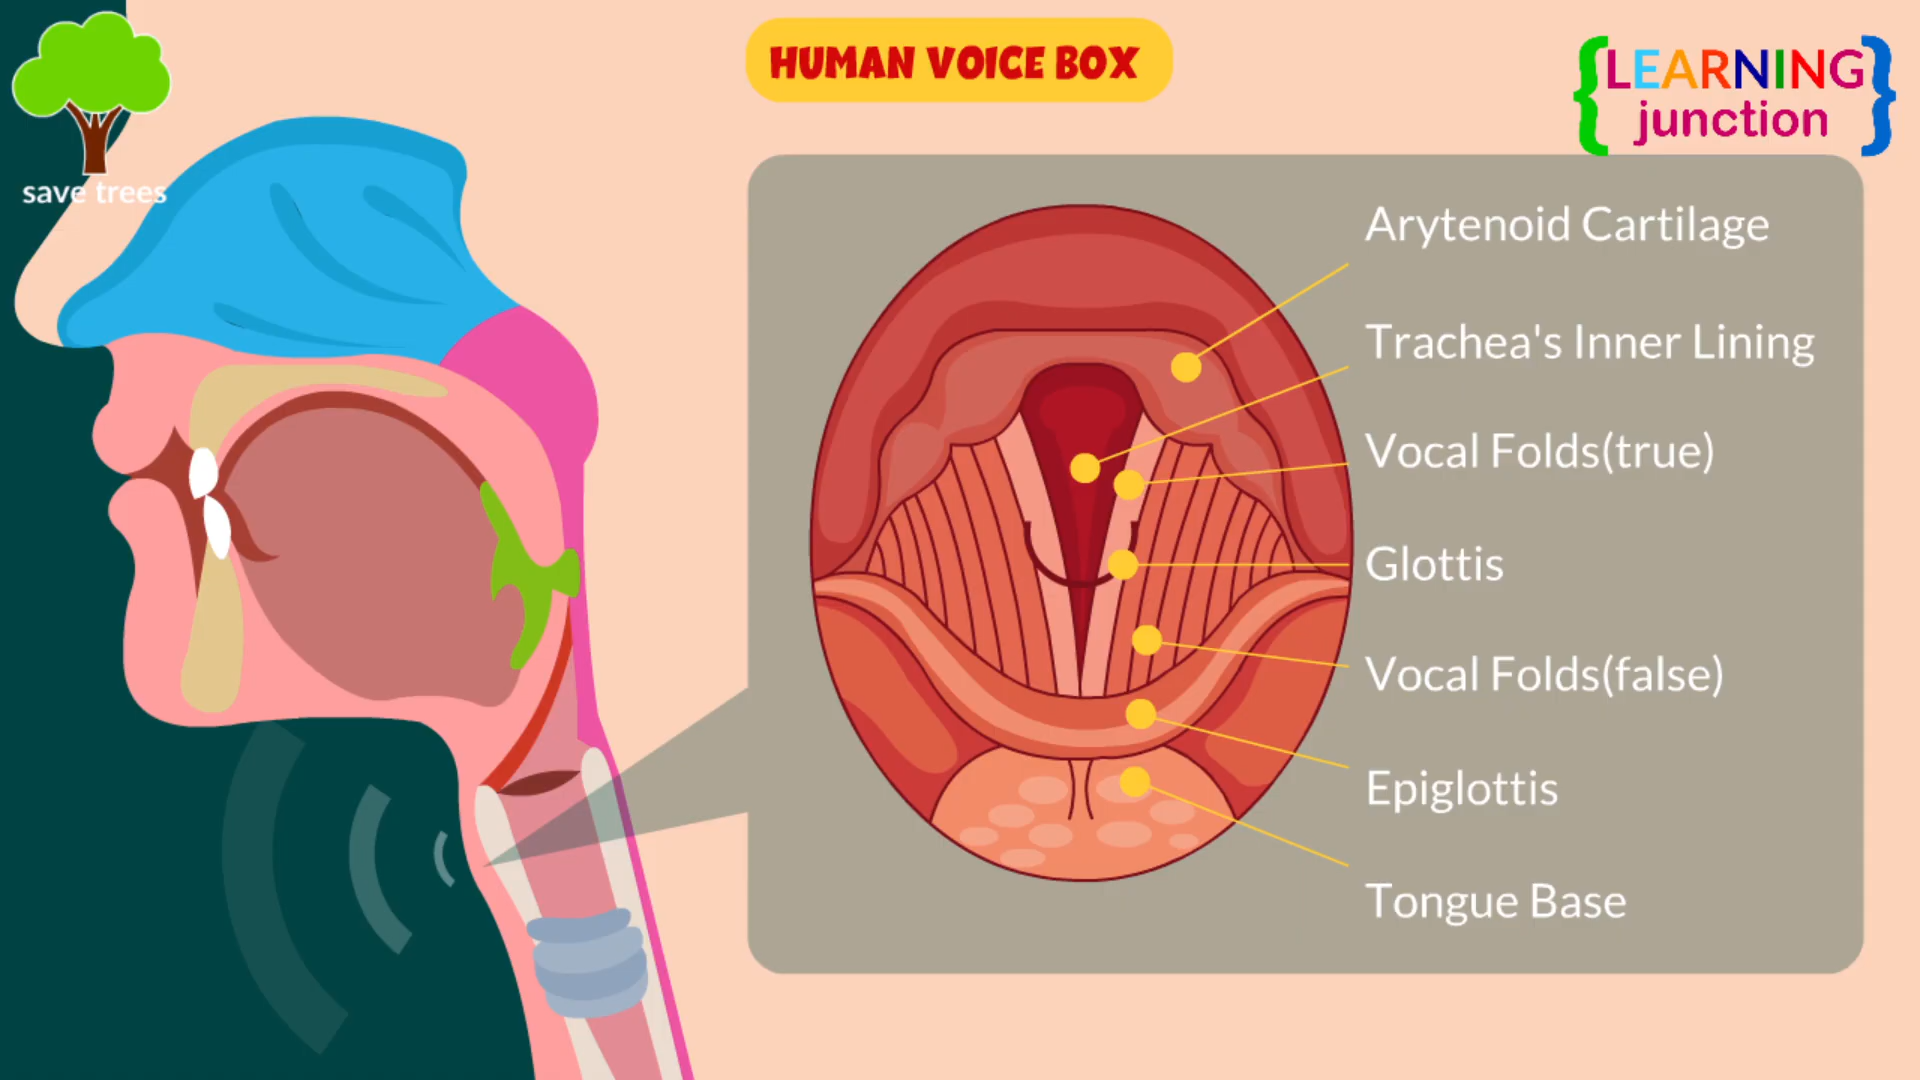 save trees
HUMAN VOICE BOX
{LEARNING
junction}
Arytenoid Cartilage
Trachea's Inner Lining
Vocal Folds(true)
Glottis
Vocal Folds(false)
Epiglottis
Tongue Base